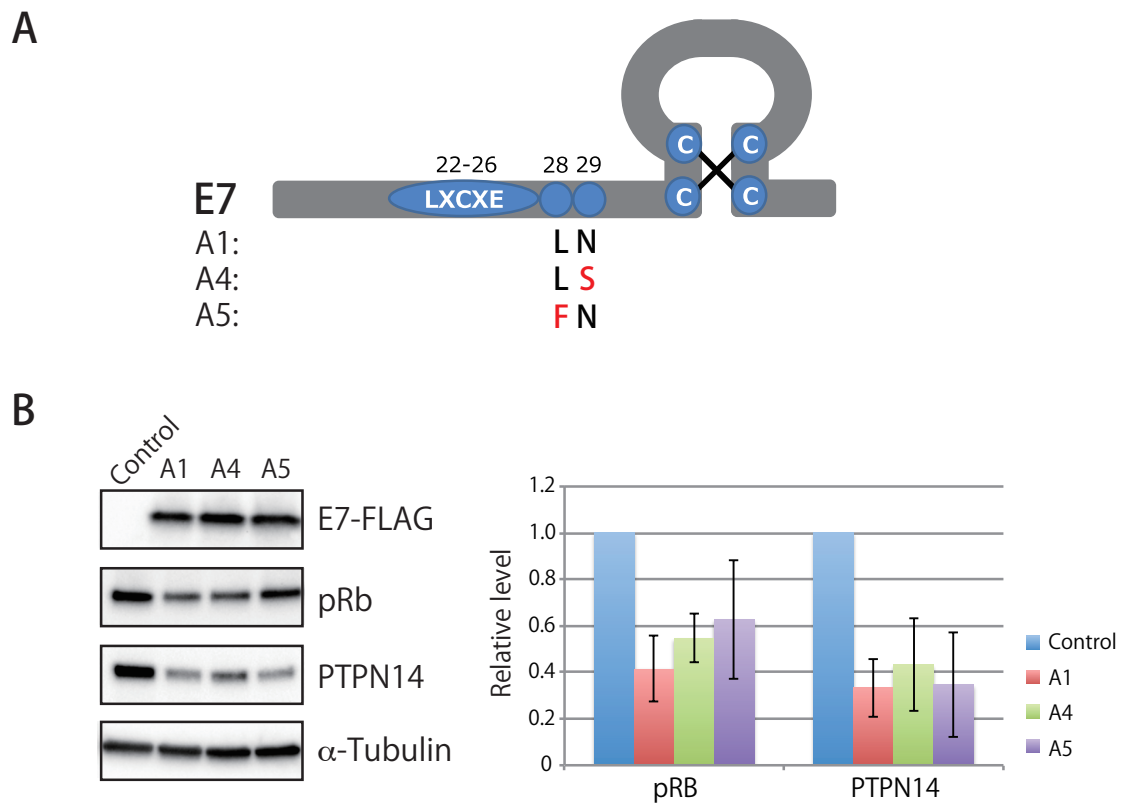 A
22-26 28 29
C C
E7 LXCXE C C
A1: L N
A4: L S
A5: F N
B
Control A1 A4 A5
E7-FLAG
pRb
PTPN14
α-Tubulin
Relative level
1.2
1.0
0.8
0.6
0.4
0.2
0
pRB PTPN14
Control
A1
A4
A5